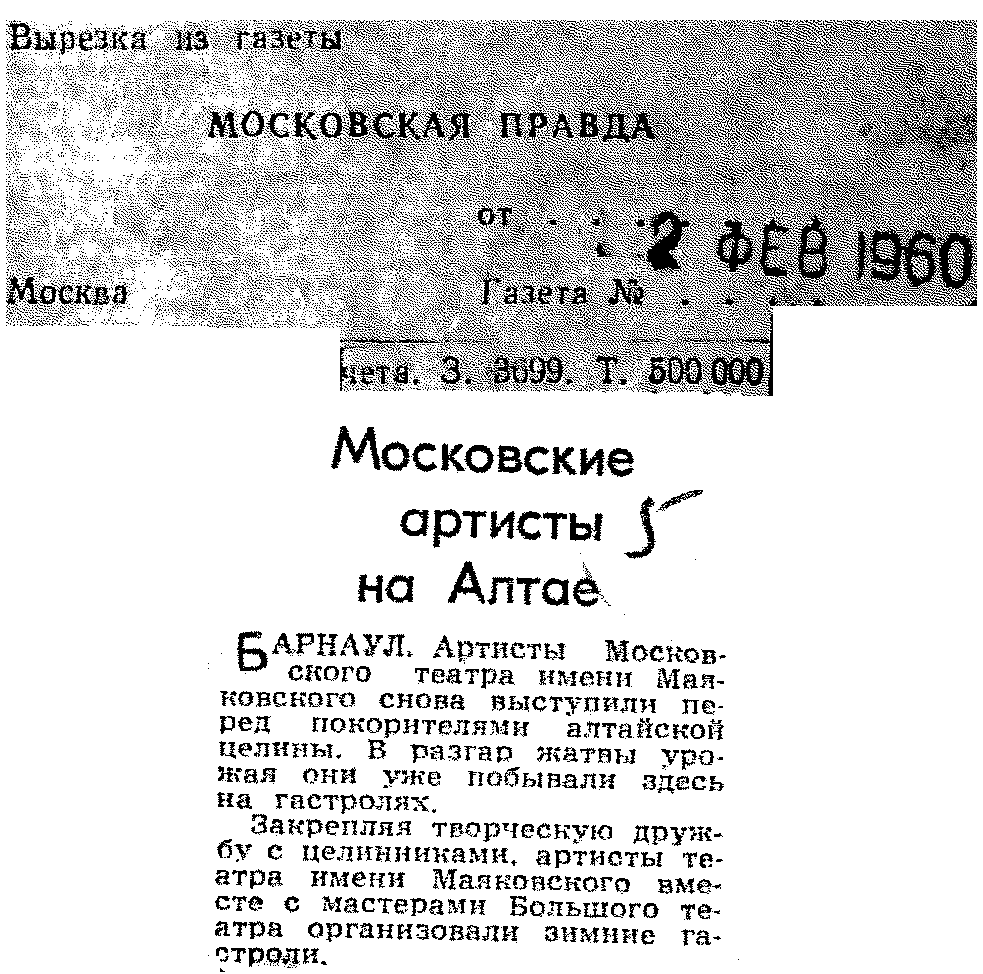 Вырезка из газеты
МОСКОВСКАЯ ПРАВДА
от . . . .
2 ФЕВ 1960
Москва Газета № . . . .
З. 3699. Т. 500 000
Московские
артисты 5
на Алтае
БАРНАУЛ. Артисты Москов-
ского театра имени Мая-
ковского снова выступили пе-
ред покорителями алтайской
целины. В разгар жатвы уро-
жая они уже побывали здесь
на гастролях.
Закрепляя творческую друж-
бу с целинниками, артисты те-
атра имени Маяковского вме-
сте с мастерами Большого те-
атра организовали зимние га-
строли.